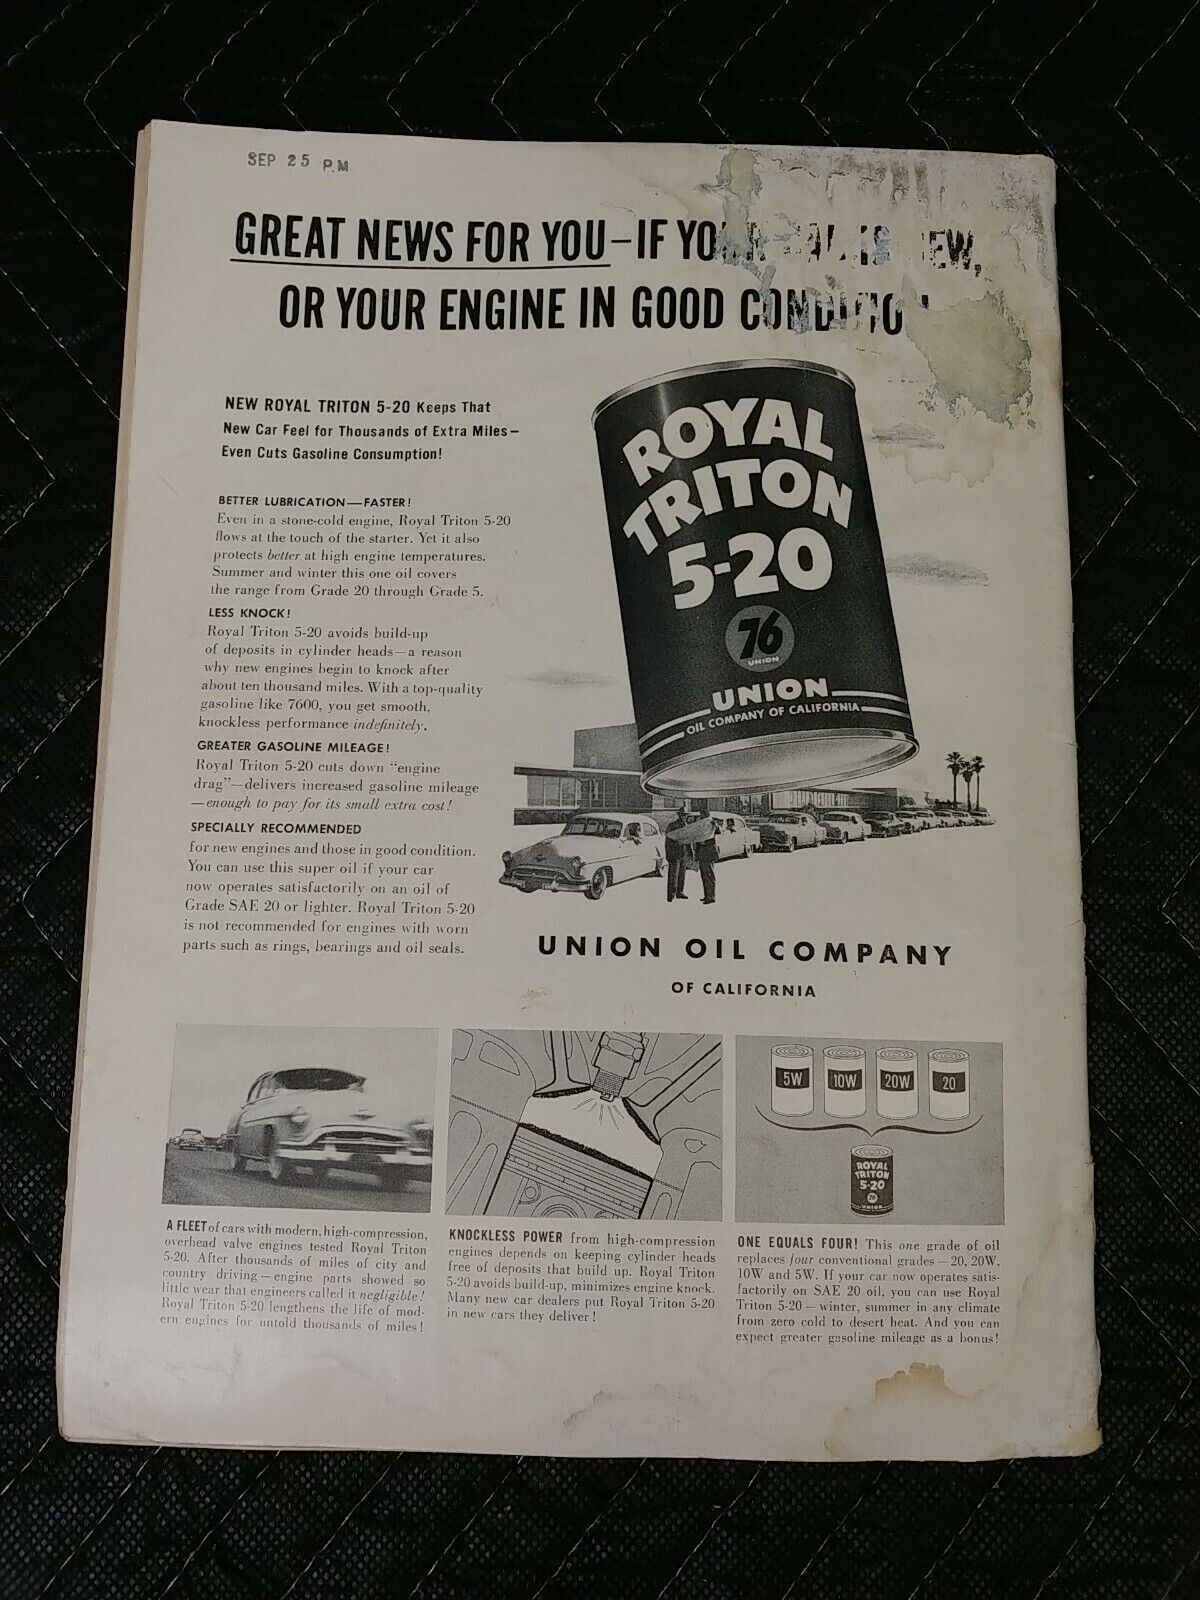 SEP 25 P.M
GREAT NEWS FOR YOU—IF YOUR IS NEW,
OR YOUR ENGINE IN GOOD CONDITION
NEW ROYAL TRITON 5-20 Keeps That
New Car Feel for Thousands of Extra Miles—
Even Cuts Gasoline Consumption!
BETTER LUBRICATION—FASTER!
Even in a stone-cold engine, Royal Triton 5-20
flows at the touch of the starter. Yet it also
protects better at high engine temperatures.
Summer and winter this one oil covers
the range from Grade 20 through Grade 5.
LESS KNOCK!
Royal Triton 5-20 avoids build-up
of deposits in cylinder heads—a reason
why new engines begin to knock after
about ten thousand miles. With a top-quality
gasoline like 7600, you get smooth,
knockless performance indefinitely.
GREATER GASOLINE MILEAGE!
Royal Triton 5-20 cuts down "engine
drag"—delivers increased gasoline mileage
—enough to pay for its small extra cost!
SPECIALLY RECOMMENDED
for new engines and those in good condition.
You can use this super oil if your car
now operates satisfactorily on an oil of
Grade SAE 20 or lighter. Royal Triton 5-20
is not recommended for engines with worn
parts such as rings, bearings and oil seals.
ROYAL
TRITON
5-20
76
UNION
UNION
OIL COMPANY OF CALIFORNIA
UNION OIL COMPANY
OF CALIFORNIA
5W 10W 20W 20
ROYAL
TRITON
5-20
76
UNION
A FLEET of cars with modern, high-compression,
overhead valve engines tested Royal Triton
5-20. After thousands of miles of city and
country driving—engine parts showed so
little wear that engineers called it negligible!
Royal Triton 5-20 lengthens the life of mod-
ern engines for untold thousands of miles!
KNOCKLESS POWER from high-compression
engines depends on keeping cylinder heads
free of deposits that build up. Royal Triton
5-20 avoids build-up, minimizes engine knock.
Many new car dealers put Royal Triton 5-20
in new cars they deliver!
ONE EQUALS FOUR! This one grade of oil
replaces four conventional grades—20, 20W,
10W and 5W. If your car now operates satis-
factorily on SAE 20 oil, you can use Royal
Triton 5-20—winter, summer in any climate
from zero cold to desert heat. And you can
expect greater gasoline mileage as a bonus!